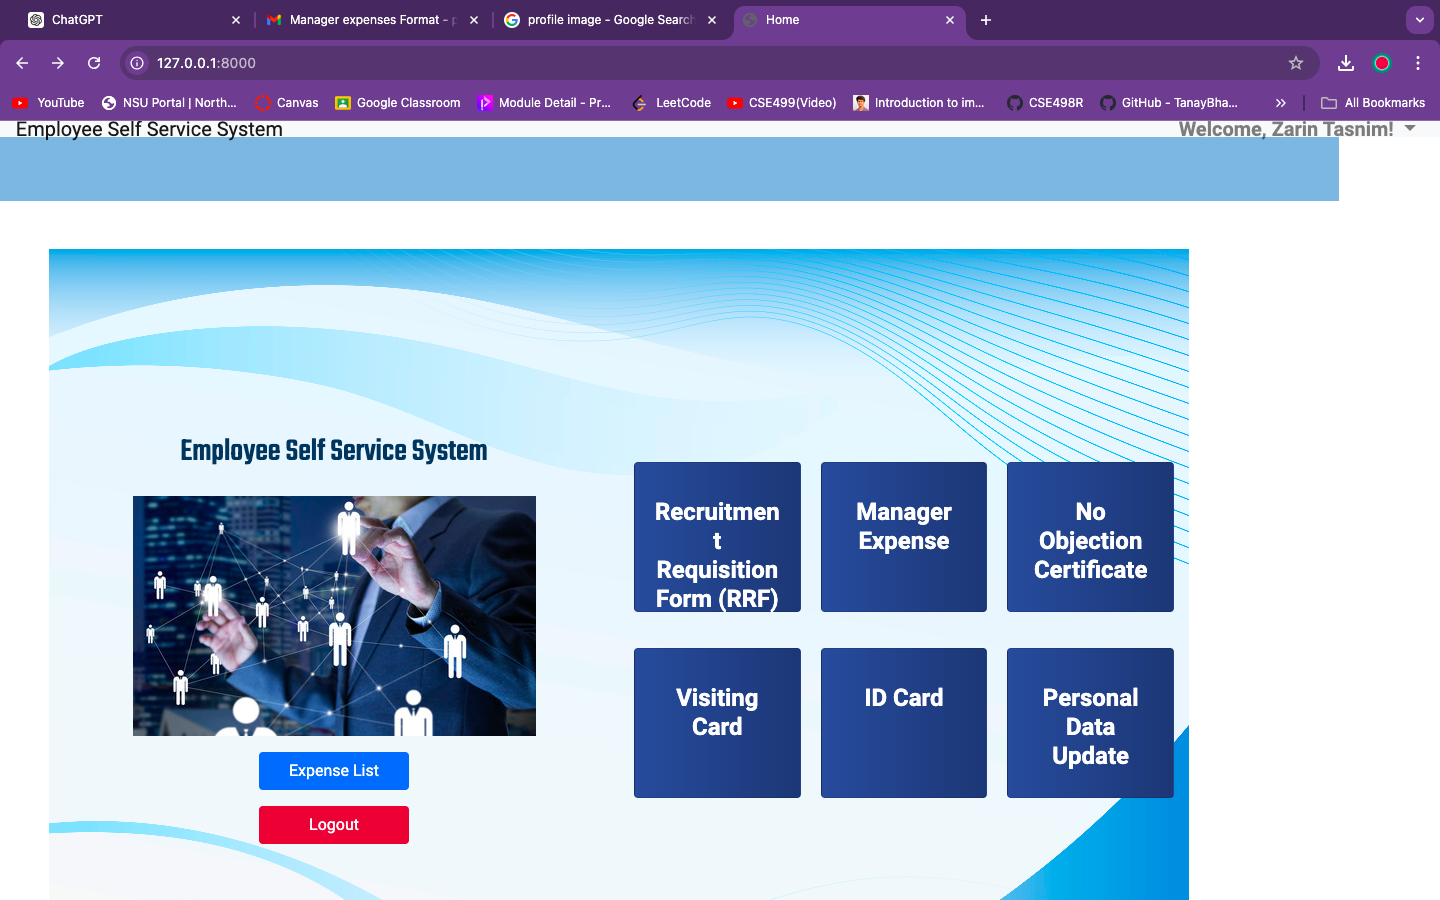 ChatGPT
Manager expenses Format -
profile image - Google Search
Home
127.0.0.1:8000
YouTube
NSU Portal | North...
Canvas
Google Classroom
Module Detail - Pr...
LeetCode
CSE499(Video)
Introduction to im...
CSE498R
GitHub - TanayBha...
All Bookmarks
Employee Self Service System
Welcome, Zarin Tasnim!
Employee Self Service System
Recruitmen
t
Requisition
Form (RRF)
Manager
Expense
No
Objection
Certificate
Visiting
Card
ID Card
Personal
Data
Update
Expense List
Logout